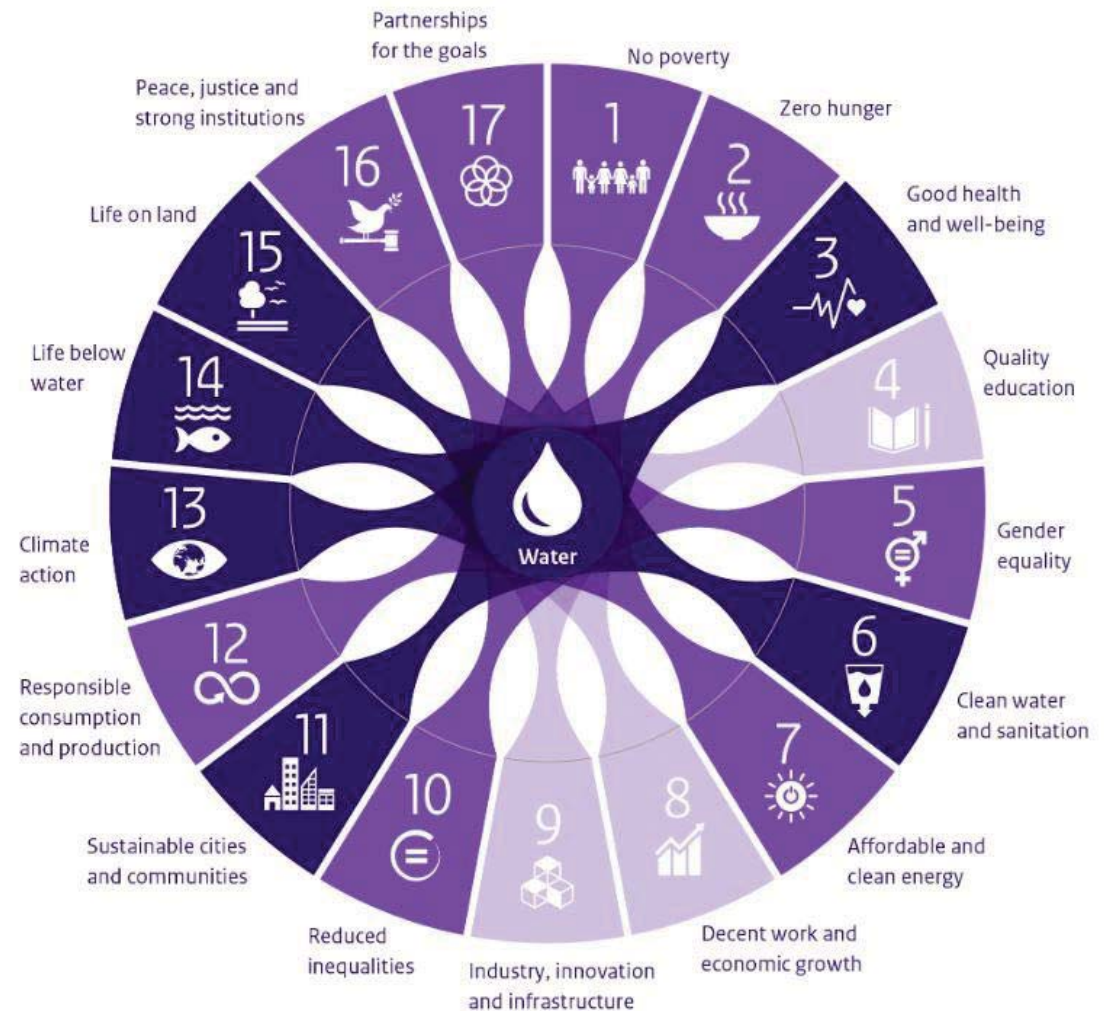 Partnerships
for the goals
17
No poverty
1
Zero hunger
2
Good health
and well-being
3
Quality
education
4
Gender
equality
5
Clean water
and sanitation
6
Affordable and
clean energy
7
Decent work and
economic growth
8
Industry, innovation
and infrastructure
9
Reduced
inequalities
10
Sustainable cities
and communities
11
Responsible
consumption
and production
12
Climate
action
13
Life below
water
14
Life on land
15
Peace, justice and
strong institutions
16
Water